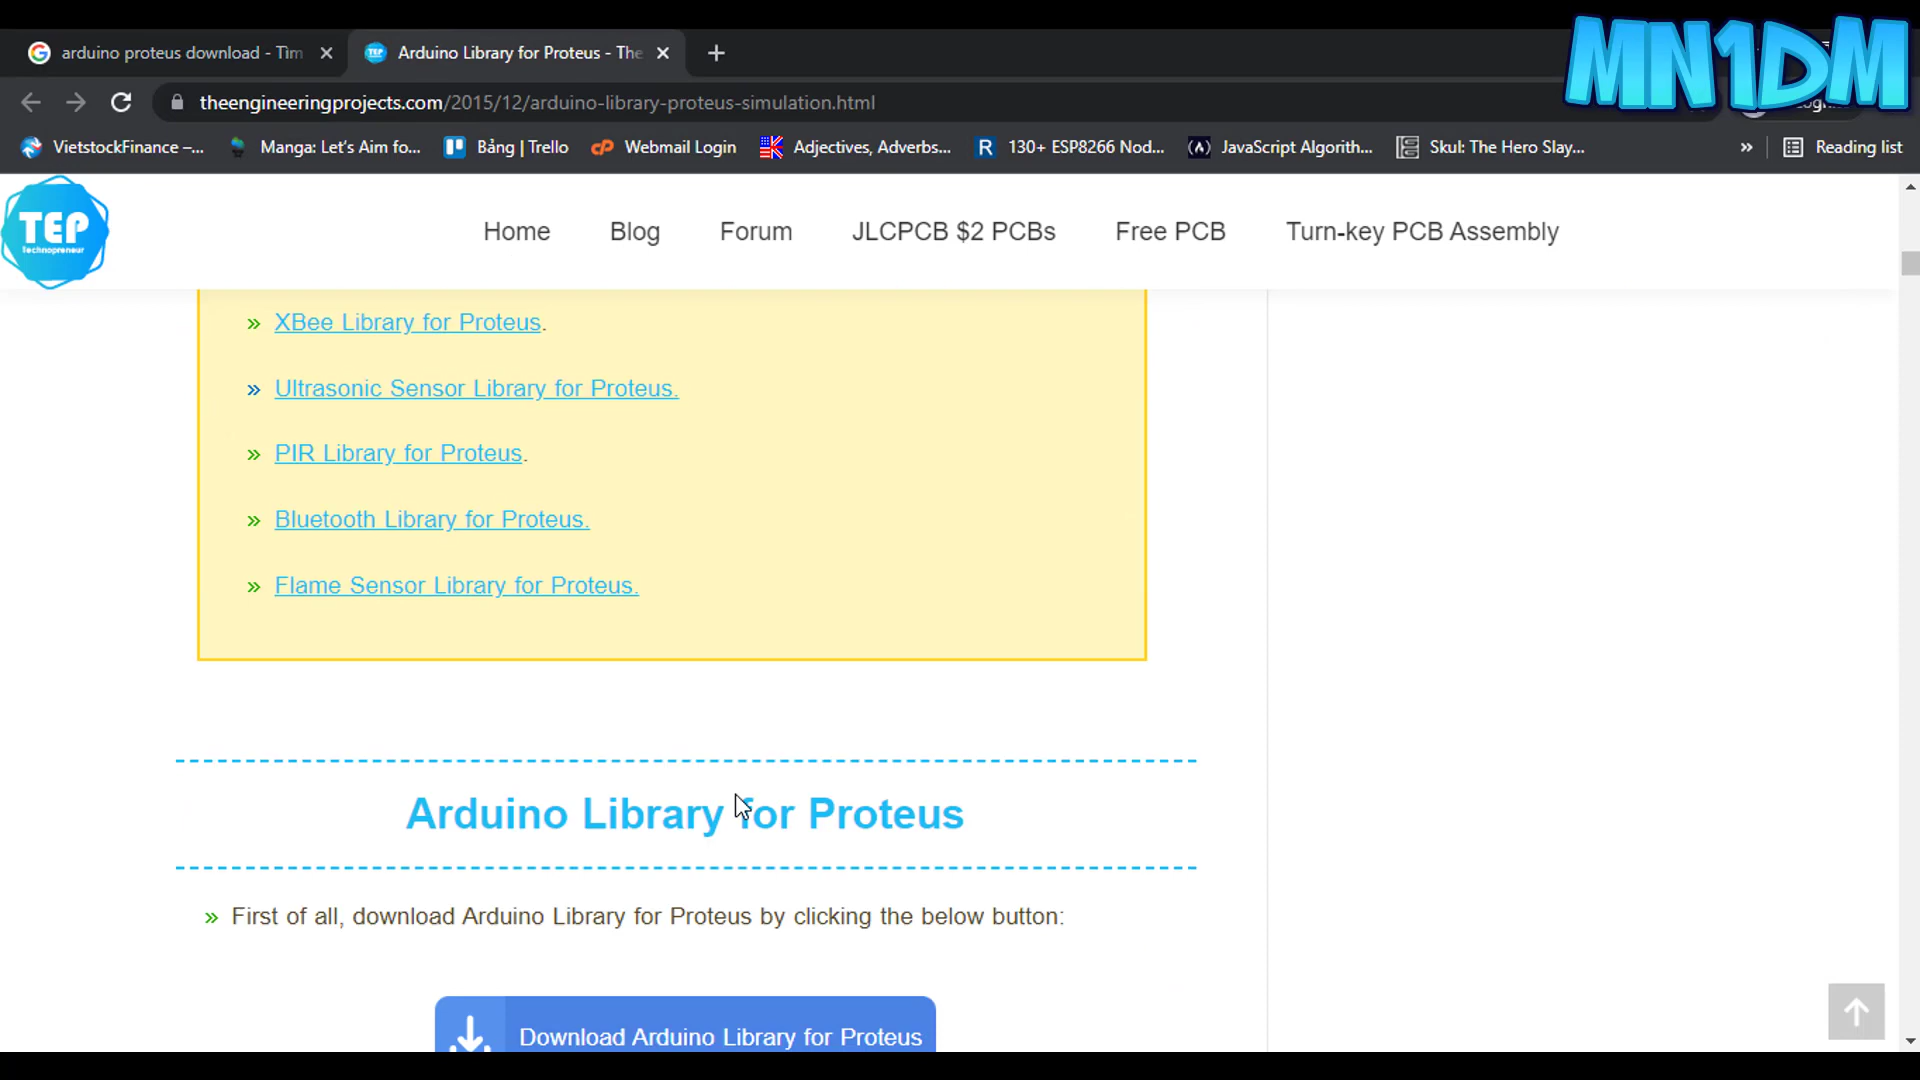 arduino proteus download - Tìm
Arduino Library for Proteus - The
MN1DM
theengineeringprojects.com/2015/12/arduino-library-proteus-simulation.html
VietstockFinance –...
Manga: Let's Aim fo...
Bảng | Trello
Webmail Login
Adjectives, Adverbs...
130+ ESP8266 Nod...
JavaScript Algorith...
Skul: The Hero Slay...
»
Reading list
TEP
Technopreneur
Home
Blog
Forum
JLCPCB $2 PCBs
Free PCB
Turn-key PCB Assembly
» XBee Library for Proteus.
» Ultrasonic Sensor Library for Proteus.
» PIR Library for Proteus.
» Bluetooth Library for Proteus.
» Flame Sensor Library for Proteus.
Arduino Library for Proteus
» First of all, download Arduino Library for Proteus by clicking the below button:
Download Arduino Library for Proteus